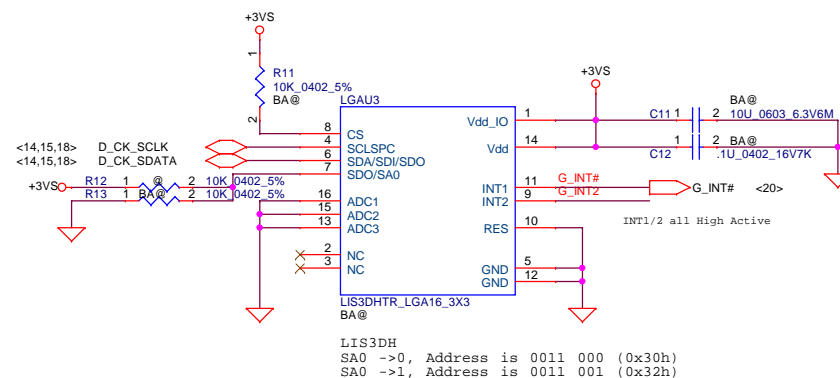 +3VS
1
R11
10K_0402_5%
BA@
2
LGAU3
+3VS
C11 1 2
BA@
10U_0603_6.3V6M
C12 1 2
BA@
.1U_0402_16V7K
<14,15,18> D_CK_SCLK
<14,15,18> D_CK_SDATA
+3VS R12 1 @ 2 10K_0402_5%
R13 1 BA@ 2 10K_0402_5%
8 CS
4 SCLSPC
6 SDA/SDI/SDO
7 SDO/SA0
16 ADC1
15 ADC2
13 ADC3
2 NC
3 NC
Vdd_IO 1
Vdd 14
INT1 11 G_INT#
INT2 9 G_INT2
G_INT# <20>
INT1/2 all High Active
RES 10
GND 5
GND 12
LIS3DHTR_LGA16_3X3
BA@
LIS3DH
SA0 ->0, Address is 0011 000 (0x30h)
SA0 ->1, Address is 0011 001 (0x32h)